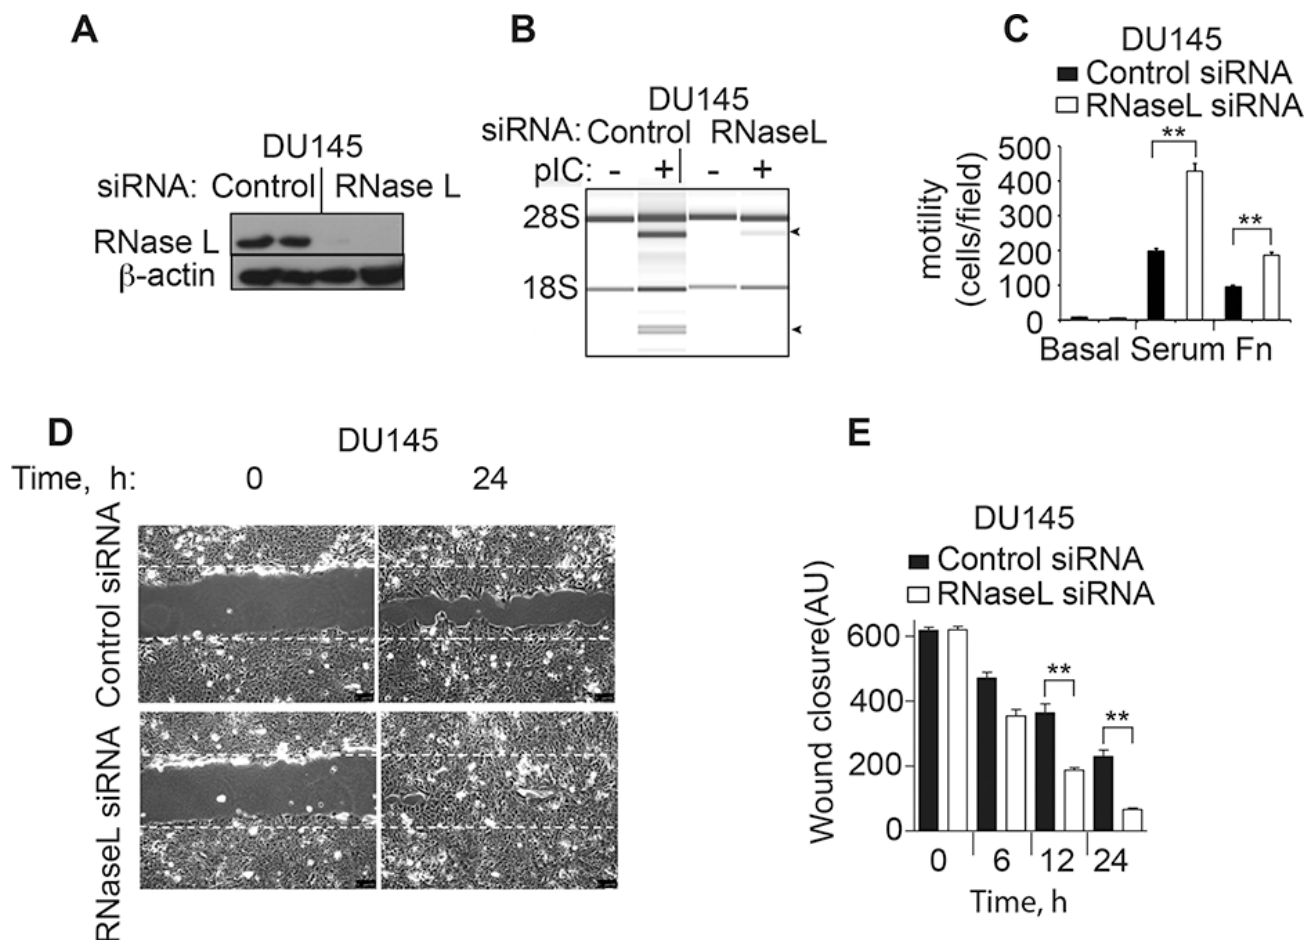 A
DU145
siRNA: Control RNase L
RNase L
β-actin
B
DU145
siRNA: Control RNaseL
pIC: - + - +
28S
18S
C
DU145
Control siRNA
RNaseL siRNA
motility
(cells/field)
500
400
300
200
100
0
**
**
Basal Serum Fn
D
DU145
Time, h: 0 24
Control siRNA
RNaseL siRNA
E
DU145
Control siRNA
RNaseL siRNA
Wound closure(AU)
600
400
200
0
**
**
0 6 12 24
Time, h